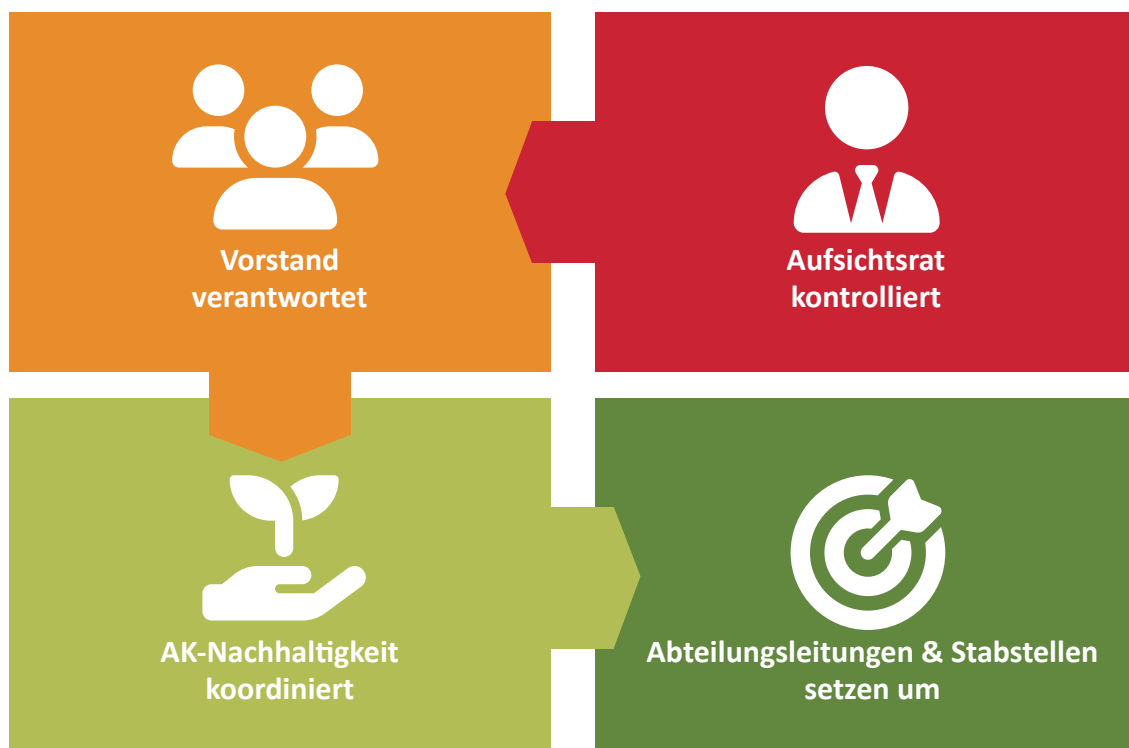 Vorstand
verantwortet
Aufsichtsrat
kontrolliert
AK-Nachhaltigkeit
koordiniert
Abteilungsleitungen & Stabstellen
setzen um